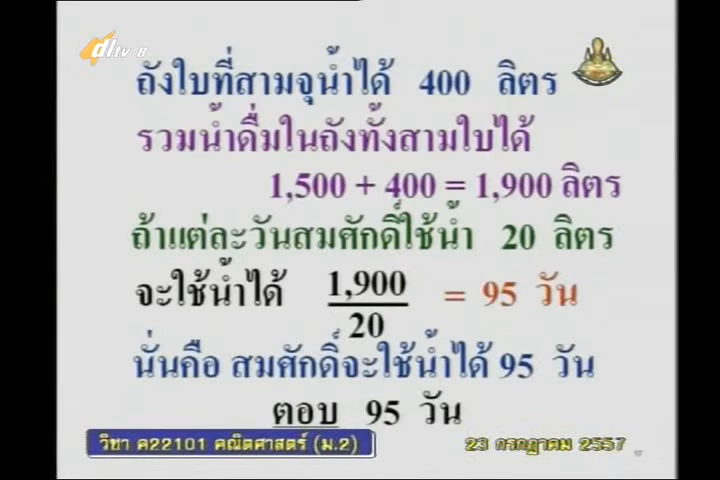 dltv 8
ถังใบที่สามจุน้ำได้ 400 ลิตร
รวมน้ำดื่มในถังทั้งสามใบได้
1,500 + 400 = 1,900 ลิตร
ถ้าแต่ละวันสมศักดิ์ใช้น้ำ 20 ลิตร
จะใช้น้ำได้ 1,900/20 = 95 วัน
นั่นคือ สมศักดิ์จะใช้น้ำได้ 95 วัน
ตอบ 95 วัน
วิชา ค22101 คณิตศาสตร์ (ม.2) 23 กรกฎาคม 2557